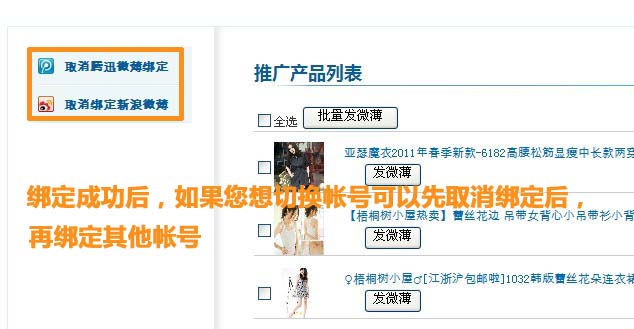 取消腾迅微薄绑定
取消绑定新浪微薄
推广产品列表
全选 批量发微薄
亚瑟魔衣2011年春季新款-6182高腰松筋显瘦中长款两穿
发微薄
绑定成功后，如果您想切换帐号可以先取消绑定后，
再绑定其他帐号
【梧桐树小屋热卖】蕾丝花边 吊带女背心小吊带衫小背
发微薄
♀梧桐树小屋♂[江浙沪包邮啦]1032韩版蕾丝花朵连衣裙
发微薄